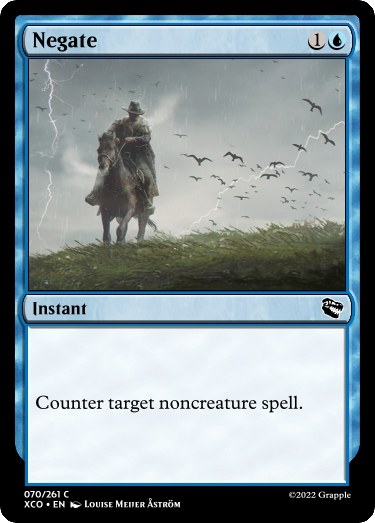 Negate 1
Instant
Counter target noncreature spell.
070/261 C
XCO • EN Louise Meijer Åström
©2022 Grapple